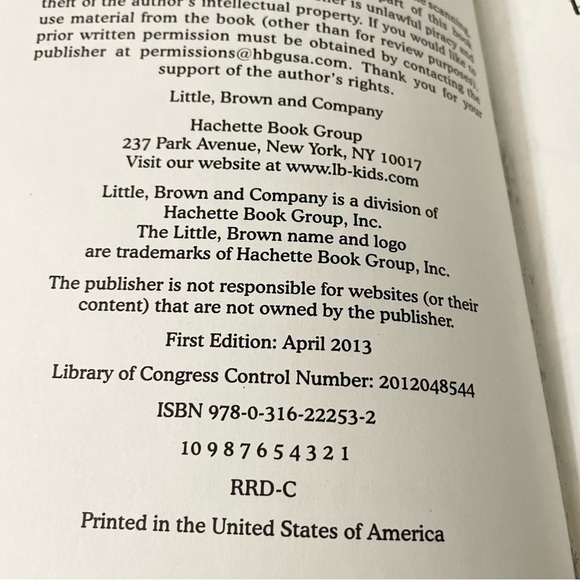 theft of the author's intellectual property. If you would like to
use material from the book (other than for review purposes),
prior written permission must be obtained by contacting the
publisher at permissions@hbgusa.com. Thank you for your
support of the author's rights.
Little, Brown and Company
Hachette Book Group
237 Park Avenue, New York, NY 10017
Visit our website at www.lb-kids.com
Little, Brown and Company is a division of
Hachette Book Group, Inc.
The Little, Brown name and logo
are trademarks of Hachette Book Group, Inc.
The publisher is not responsible for websites (or their
content) that are not owned by the publisher.
First Edition: April 2013
Library of Congress Control Number: 2012048544
ISBN 978-0-316-22253-2
10 9 8 7 6 5 4 3 2 1
RRD-C
Printed in the United States of America